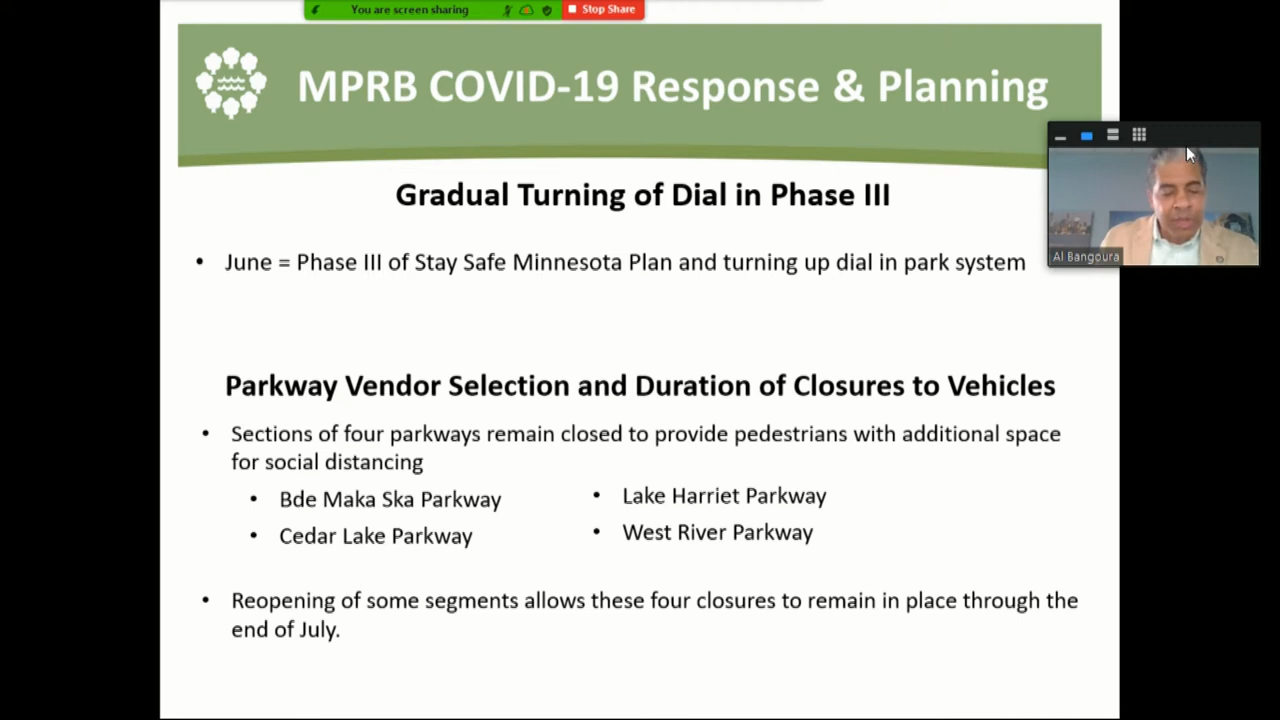 You are screen sharing
Stop Share
MPRB COVID-19 Response & Planning
Gradual Turning of Dial in Phase III
• June = Phase III of Stay Safe Minnesota Plan and turning up dial in park system
Al Bangoura
Parkway Vendor Selection and Duration of Closures to Vehicles
• Sections of four parkways remain closed to provide pedestrians with additional space
for social distancing
• Bde Maka Ska Parkway
• Cedar Lake Parkway
• Lake Harriet Parkway
• West River Parkway
• Reopening of some segments allows these four closures to remain in place through the
end of July.